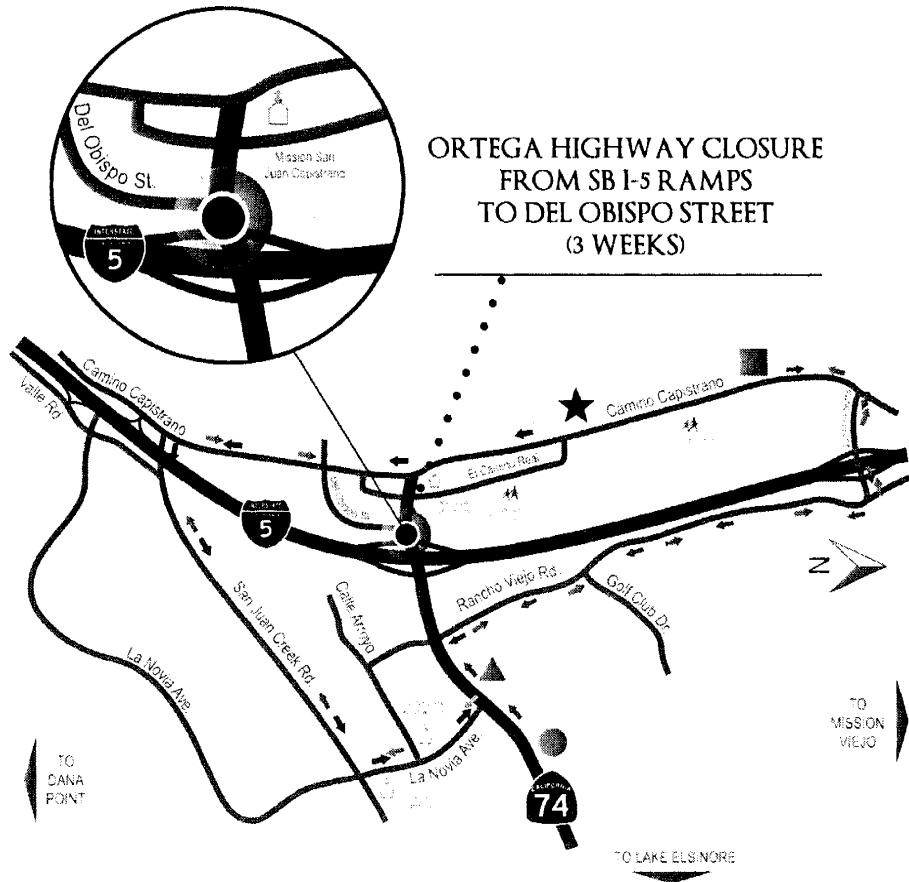 Del Obispo St.
Mission San
Juan Capistrano
INTERSTATE
5
ORTEGA HIGHWAY CLOSURE
FROM SB I-5 RAMPS
TO DEL OBISPO STREET
(3 WEEKS)
Valle Rd
Camino Capistrano
Camino Capistrano
El Camino Real
INTERSTATE
5
N
San Juan Creek Rd.
Calle Arroyo
Rancho Viejo Rd.
Golf Club Dr.
La Novia Ave.
La Novia Ave.
TO
DANA
POINT
TO
MISSION
VIEJO
CALIFORNIA
74
TO LAKE ELSINORE